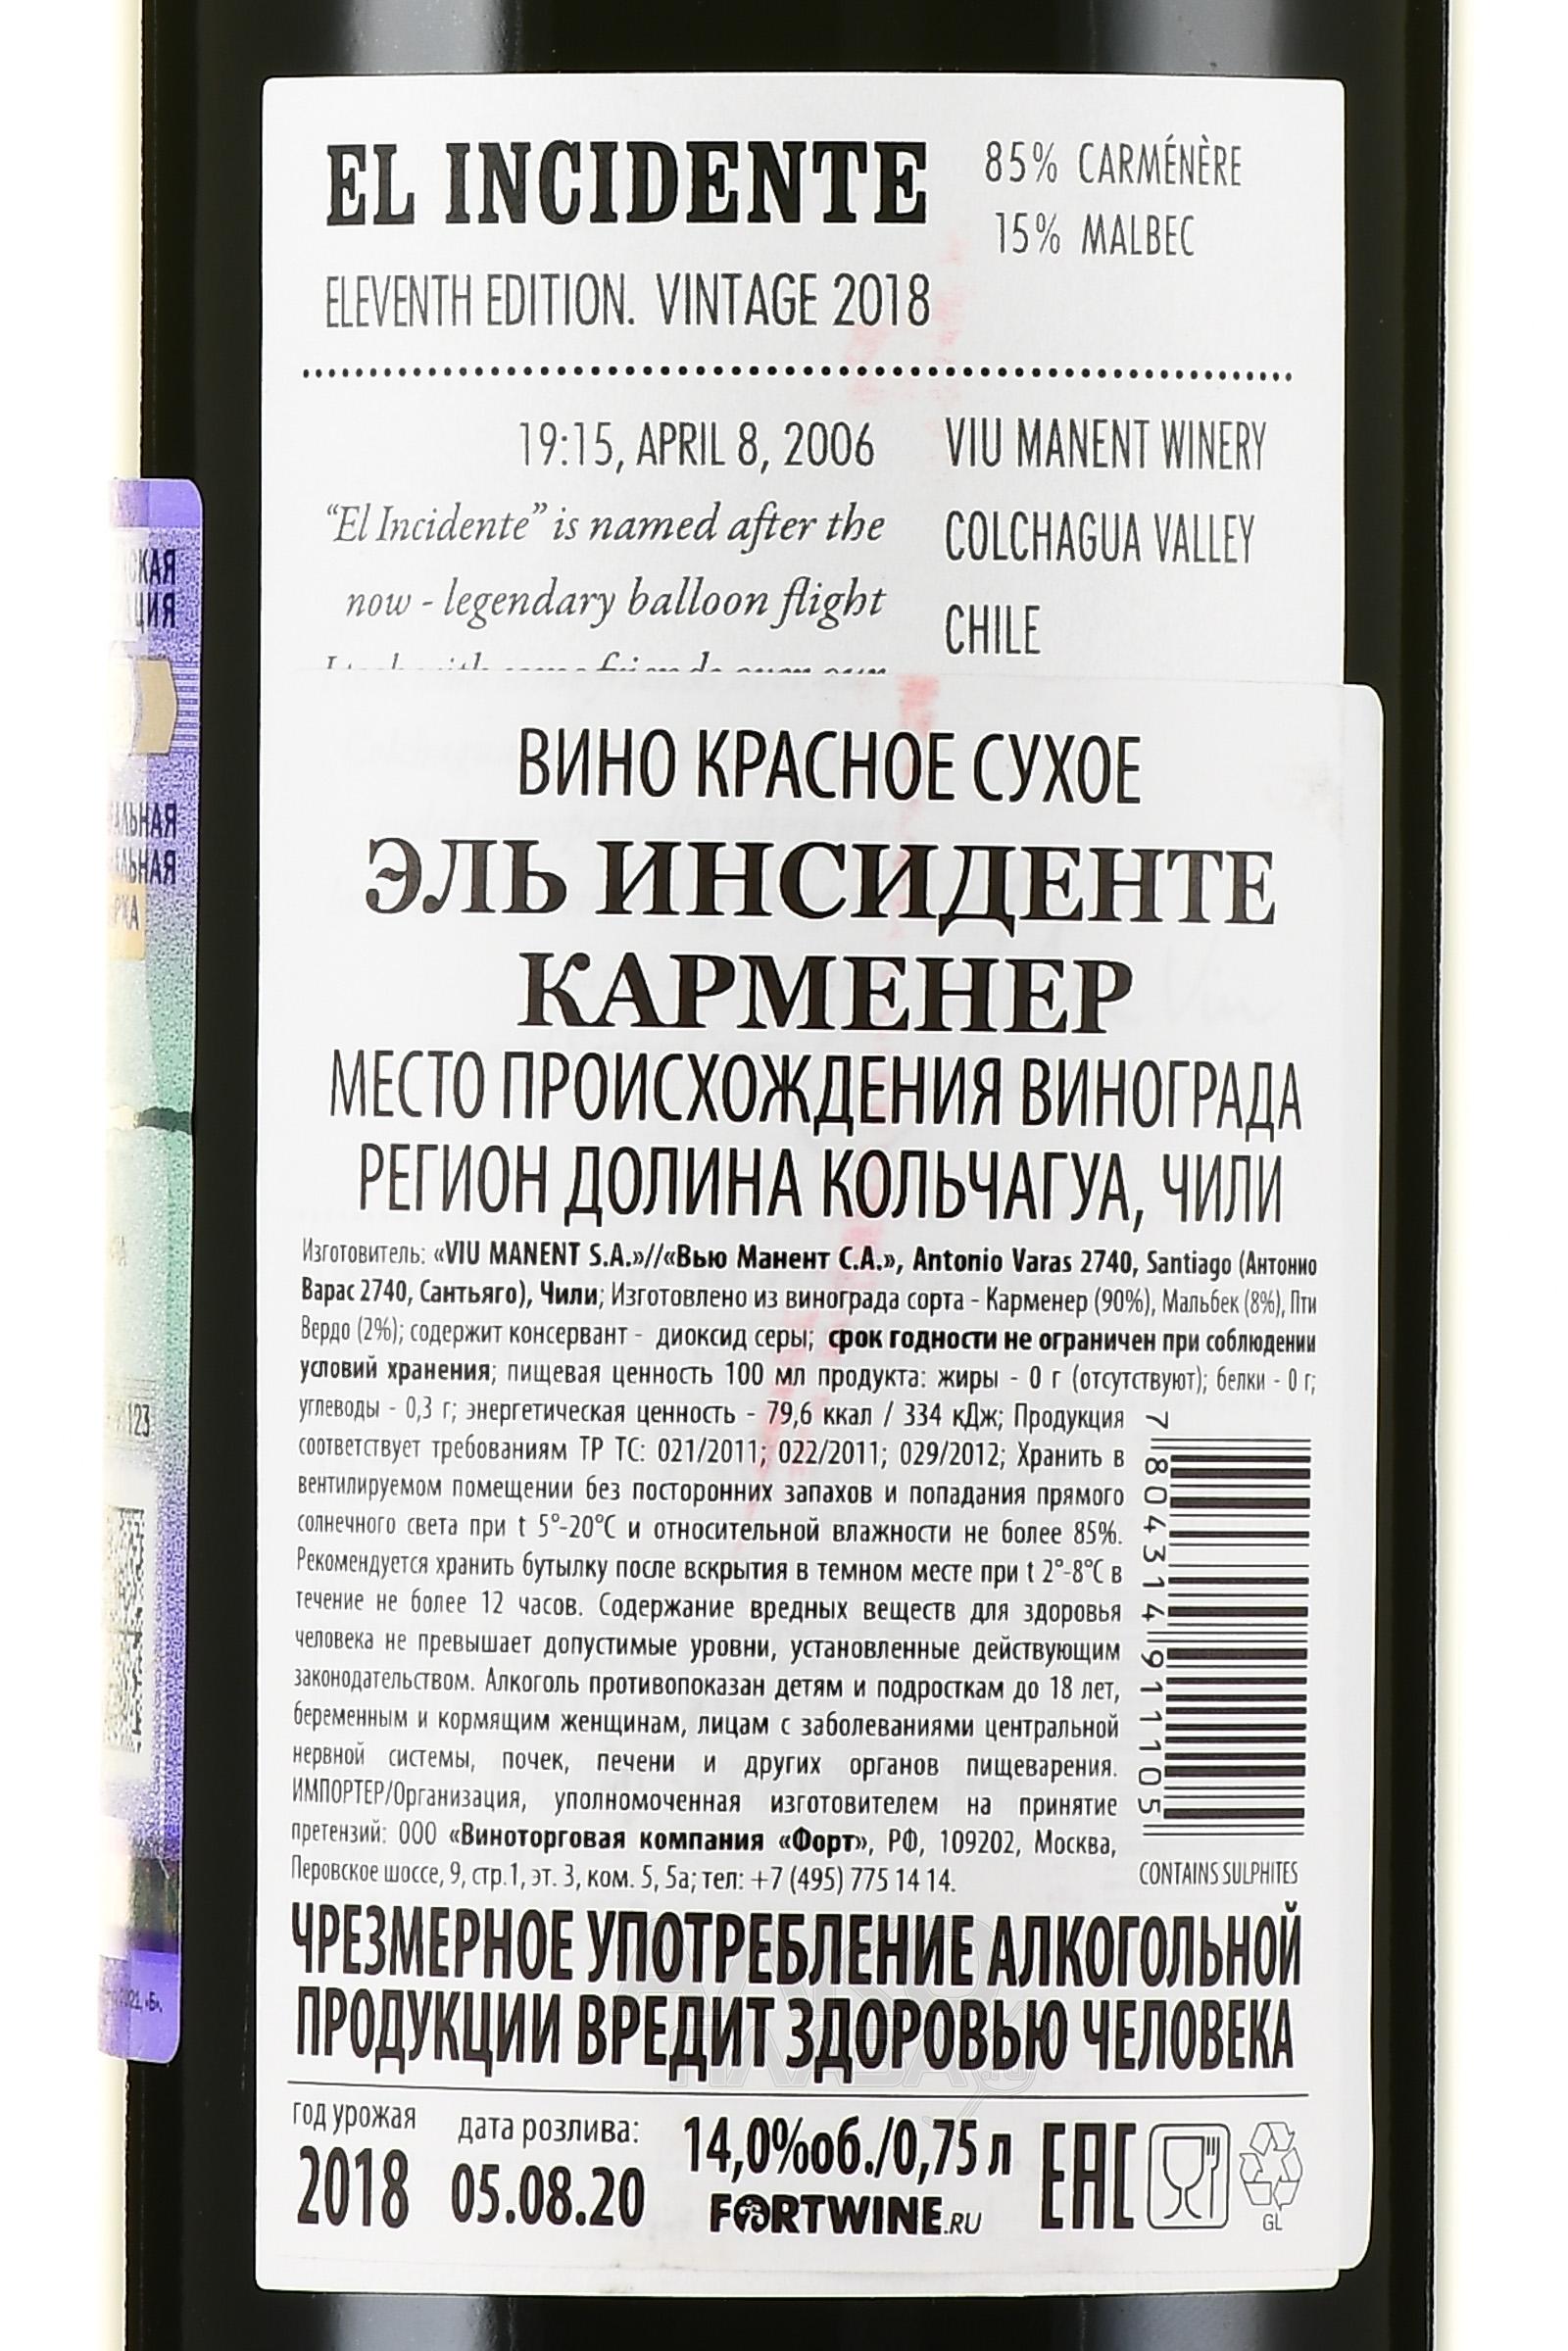 EL INCIDENTE
85% CARMÉNÈRE
15% MALBEC
ELEVENTH EDITION. VINTAGE 2018
19:15, APRIL 8, 2006
“El Incidente” is named after the
now - legendary balloon flight
VIU MANENT WINERY
COLCHAGUA VALLEY
CHILE
ВИНО КРАСНОЕ СУХОЕ
ЭЛЬ ИНСИДЕНТЕ
КАРМЕНЕР
МЕСТО ПРОИСХОЖДЕНИЯ ВИНОГРАДА
РЕГИОН ДОЛИНА КОЛЬЧАГУА, ЧИЛИ
Изготовитель: «VIU MANENT S.A.»//«Вью Манент С.А.», Antonio Varas 2740, Santiago (Антонио
Варас 2740, Сантьяго), Чили; Изготовлено из винограда сорта - Карменер (90%), Мальбек (8%), Пти
Вердо (2%); содержит консервант - диоксид серы; срок годности не ограничен при соблюдении
условий хранения; пищевая ценность 100 мл продукта: жиры - 0 г (отсутствуют); белки - 0 г;
углеводы - 0,3 г; энергетическая ценность - 79,6 ккал / 334 кДж; Продукция
соответствует требованиям ТР ТС: 021/2011; 022/2011; 029/2012; Хранить в
вентилируемом помещении без посторонних запахов и попадания прямого
солнечного света при t 5°-20°C и относительной влажности не более 85%.
Рекомендуется хранить бутылку после вскрытия в темном месте при t 2°-8°C в
течение не более 12 часов. Содержание вредных веществ для здоровья
человека не превышает допустимые уровни, установленные действующим
законодательством. Алкоголь противопоказан детям и подросткам до 18 лет,
беременным и кормящим женщинам, лицам с заболеваниями центральной
нервной системы, почек, печени и других органов пищеварения.
ИМПОРТЕР/Организация, уполномоченная изготовителем на принятие
претензий: ООО «Виноторговая компания «Форт», РФ, 109202, Москва,
Перовское шоссе, 9, стр.1, эт. 3, ком. 5, 5а; тел: +7 (495) 775 14 14.
7 804314 911105
CONTAINS SULPHITES
ЧРЕЗМЕРНОЕ УПОТРЕБЛЕНИЕ АЛКОГОЛЬНОЙ
ПРОДУКЦИИ ВРЕДИТ ЗДОРОВЬЮ ЧЕЛОВЕКА
год урожая
2018
дата розлива:
05.08.20
14,0%об./0,75 л
FORTWINE.RU
EAC
GL